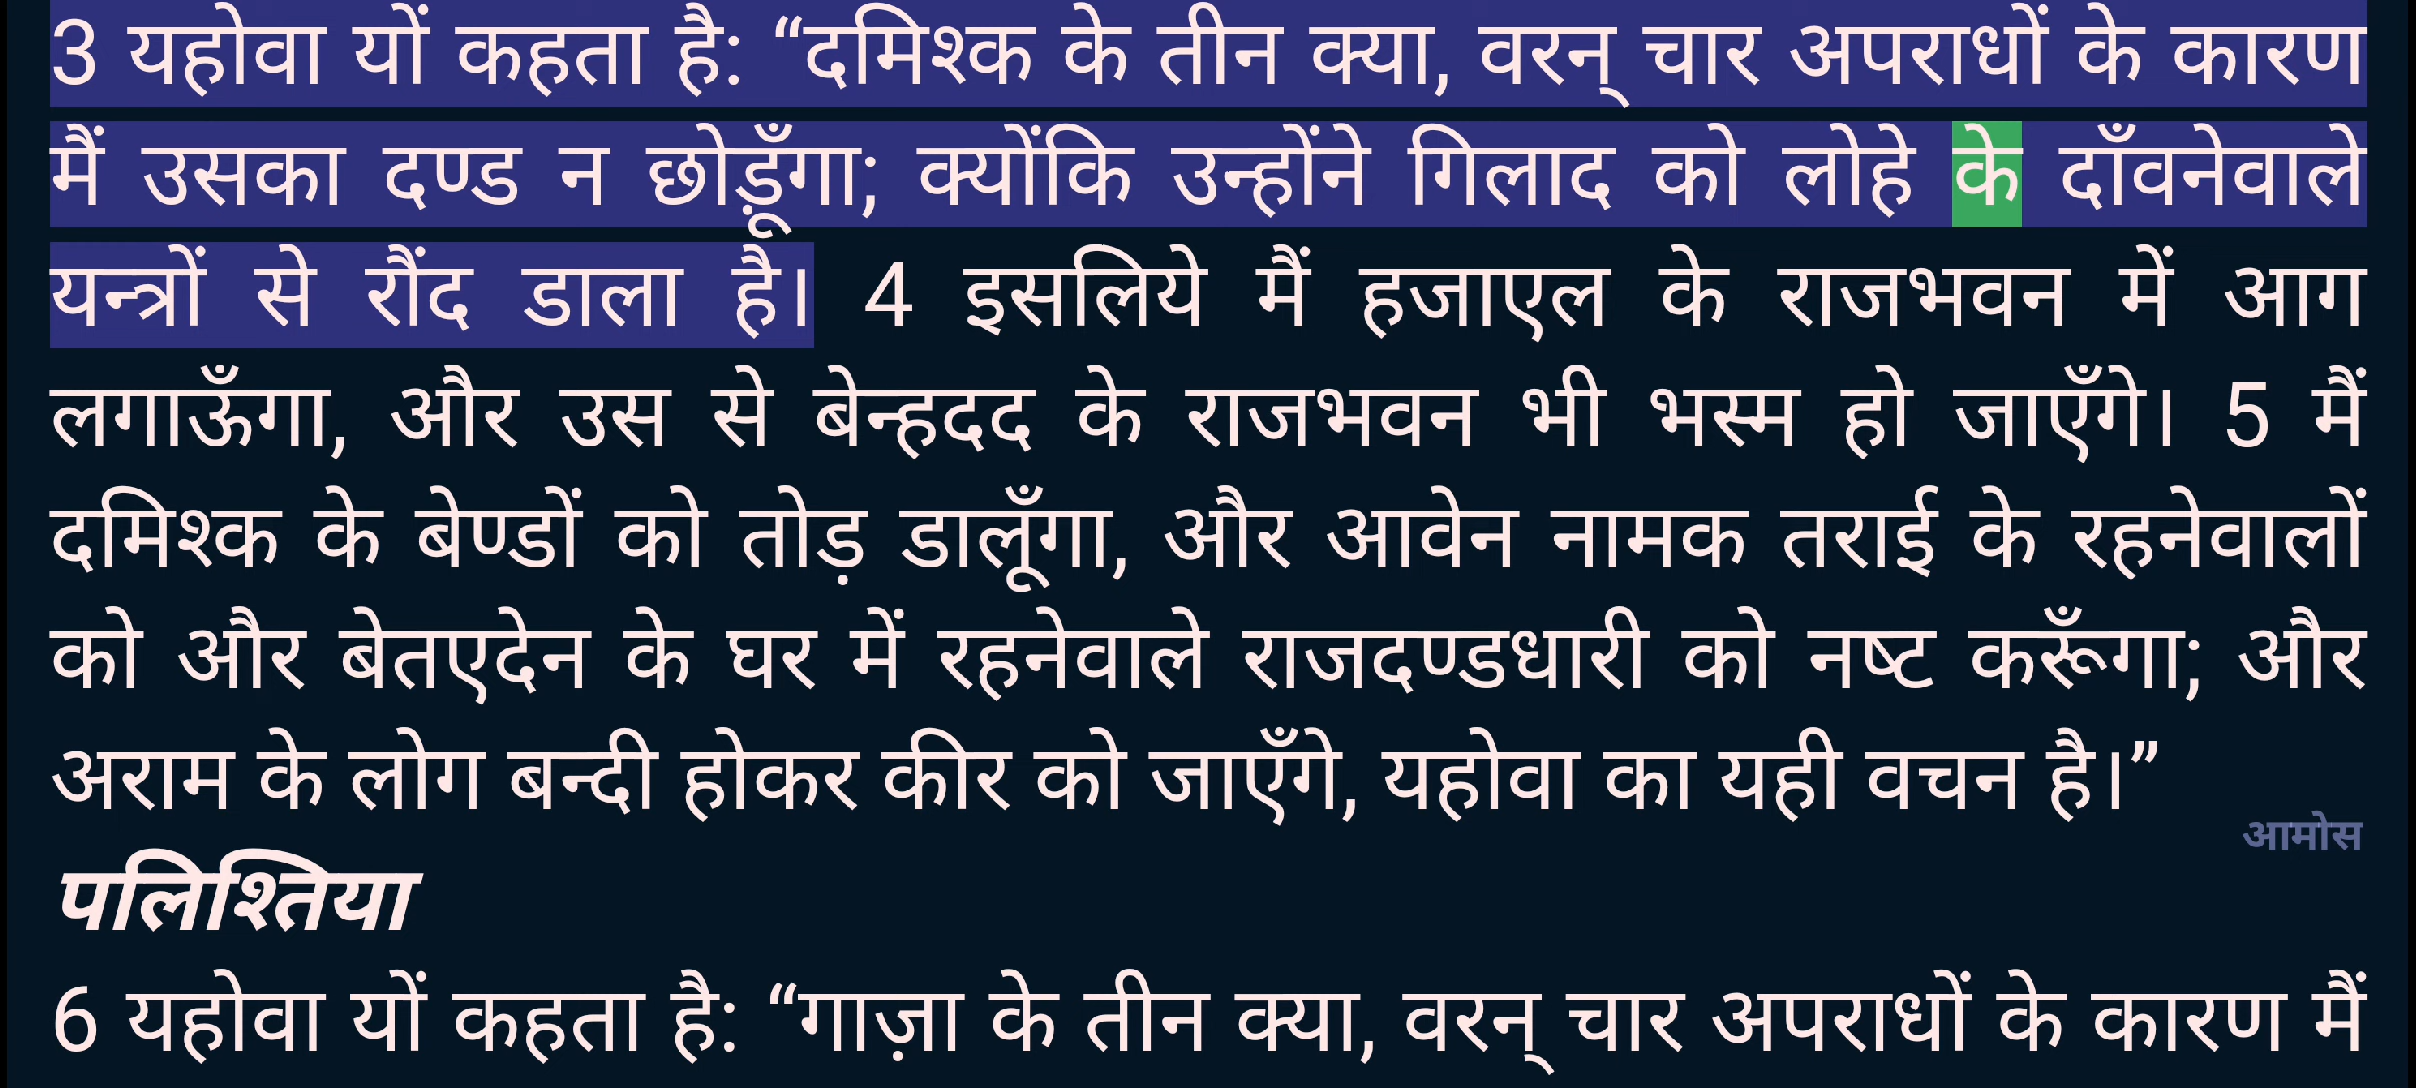 3 यहोवा यों कहता है: “दमिश्क के तीन क्या, वरन् चार अपराधों के कारण
मैं उसका दण्ड न छोड़ूँगा; क्योंकि उन्होंने गिलाद को लोहे के दाँवनेवाले
यन्त्रों से रौंद डाला है। 4 इसलिये मैं हजाएल के राजभवन में आग
लगाऊँगा, और उस से बेन्हदद के राजभवन भी भस्म हो जाएँगे। 5 मैं
दमिश्क के बेण्डों को तोड़ डालूँगा, और आवेन नामक तराई के रहनेवालों
को और बेतएदेन के घर में रहनेवाले राजदण्डधारी को नष्ट करूँगा; और
अराम के लोग बन्दी होकर कीर को जाएँगे, यहोवा का यही वचन है।”
आमोस
पलिश्तिया
6 यहोवा यों कहता है: “गाज़ा के तीन क्या, वरन् चार अपराधों के कारण मैं